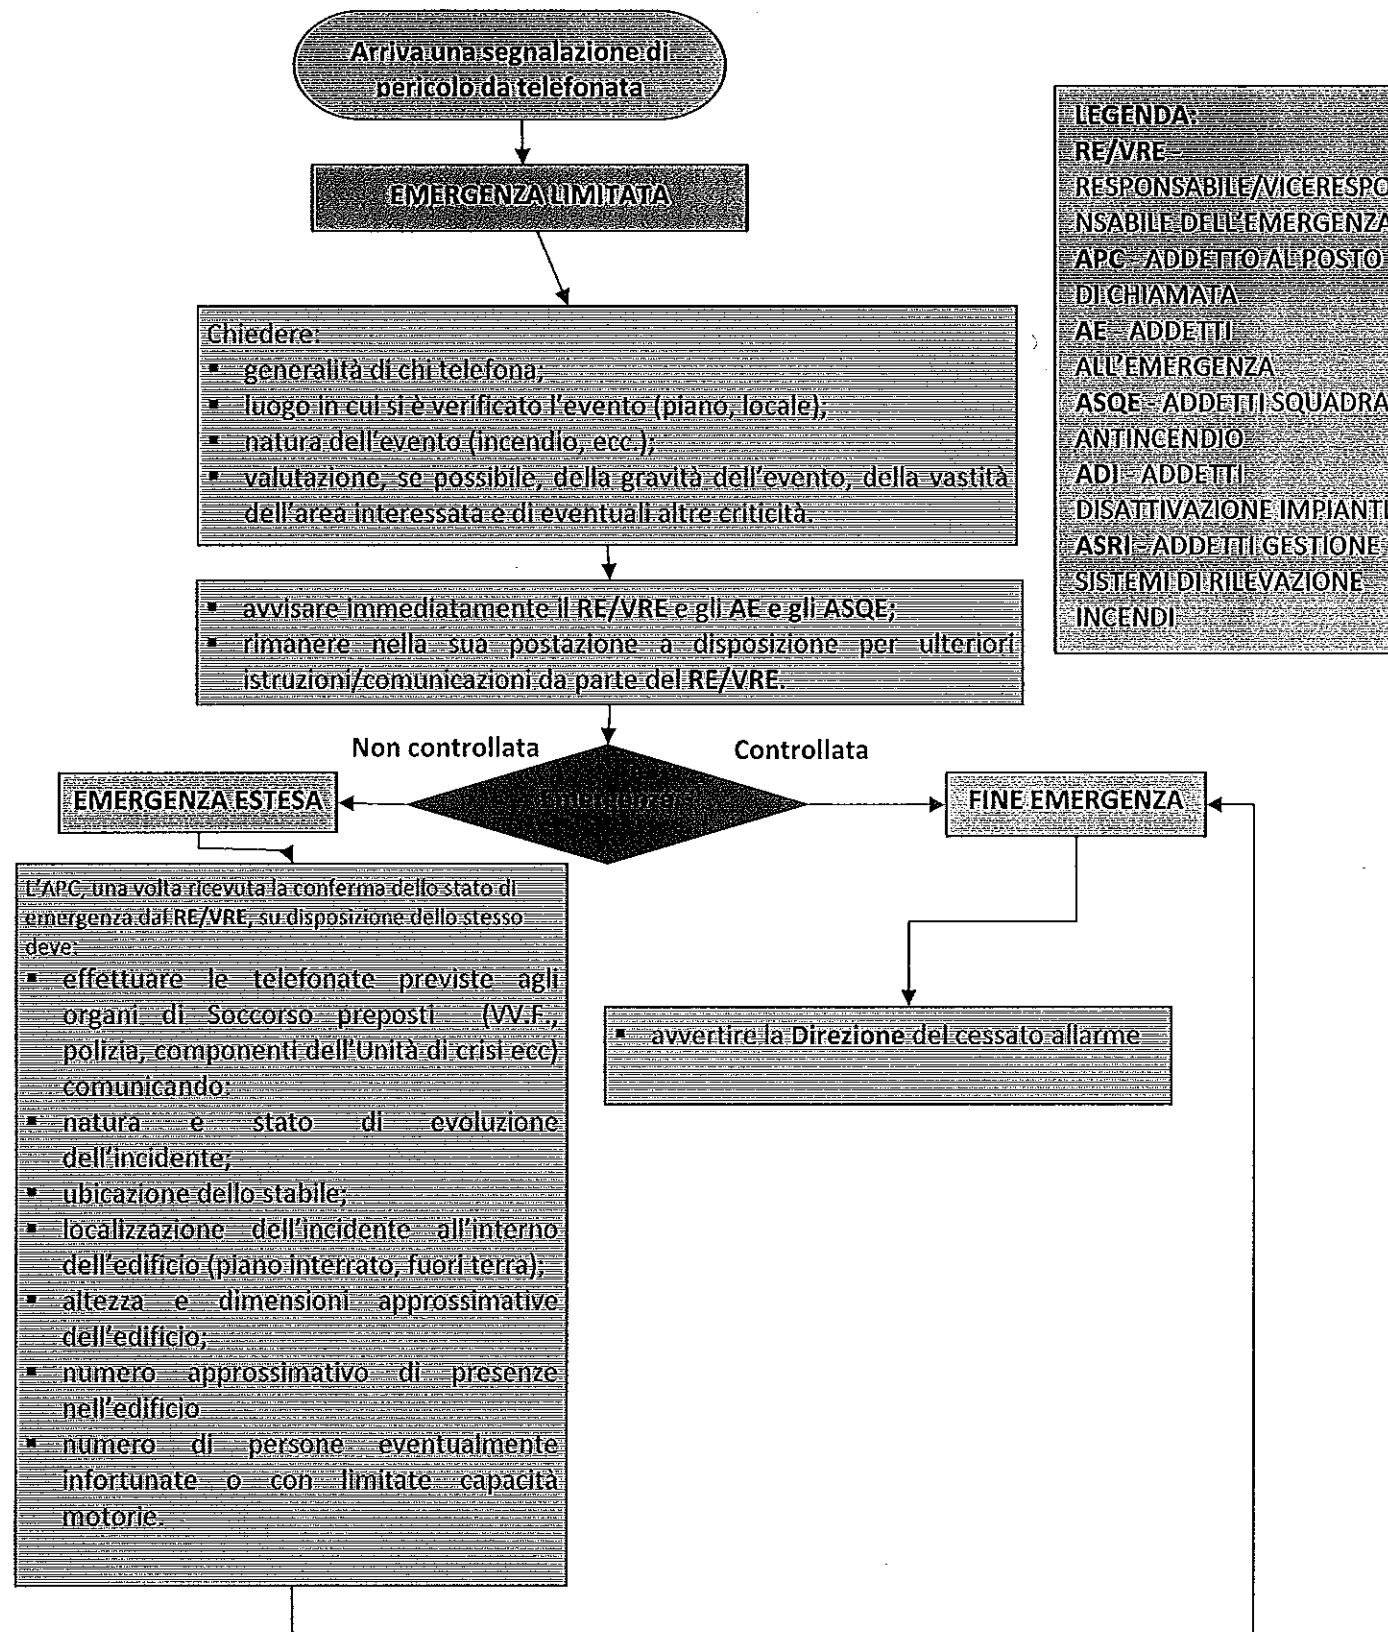 Arriva una segnalazione di
pericolo da telefonata
EMERGENZA LIMITATA
LEGENDA:
RE/VRE–
RESPONSABILE/VICERESPO
NSABILE DELL'EMERGENZA
APC - ADDETTO AL POSTO
DI CHIAMATA
AE - ADDETTI
ALL'EMERGENZA
ASQE - ADDETTI SQUADRA
ANTINCENDIO
ADI - ADDETTI
DISATTIVAZIONE IMPIANTI
ASRI - ADDETTI GESTIONE
SISTEMI DI RILEVAZIONE
INCENDI
Chiedere:
▪ generalità di chi telefona;
▪ luogo in cui si è verificato l'evento (piano, locale),
▪ natura dell'evento (incendio, ecc.),
▪ valutazione, se possibile, della gravità dell'evento, della vastità
dell'area interessata e di eventuali altre criticità.
▪ avvisare immediatamente il RE/VRE e gli AE e gli ASQE;
▪ rimanere nella sua postazione a disposizione per ulteriori
istruzioni/comunicazioni da parte del RE/VRE.
Non controllata
Controllata
EMERGENZA ESTESA
Emergenza
FINE EMERGENZA
L'APC, una volta ricevuta la conferma dello stato di
emergenza dal RE/VRE, su disposizione dello stesso
deve:
▪ effettuare le telefonate previste agli
organi di Soccorso preposti (VV.F.,
polizia, componenti dell'Unità di crisi ecc)
comunicando:
▪ natura e stato di evoluzione
dell'incidente;
▪ ubicazione dello stabile;
▪ localizzazione dell'incidente all'interno
dell'edificio (piano interrato, fuori terra),
▪ altezza e dimensioni approssimative
dell'edificio;
▪ numero approssimativo di presenze
nell'edificio
▪ numero di persone eventualmente
infortunate o con limitate capacità
motorie.
▪ avvertire la Direzione del cessato allarme